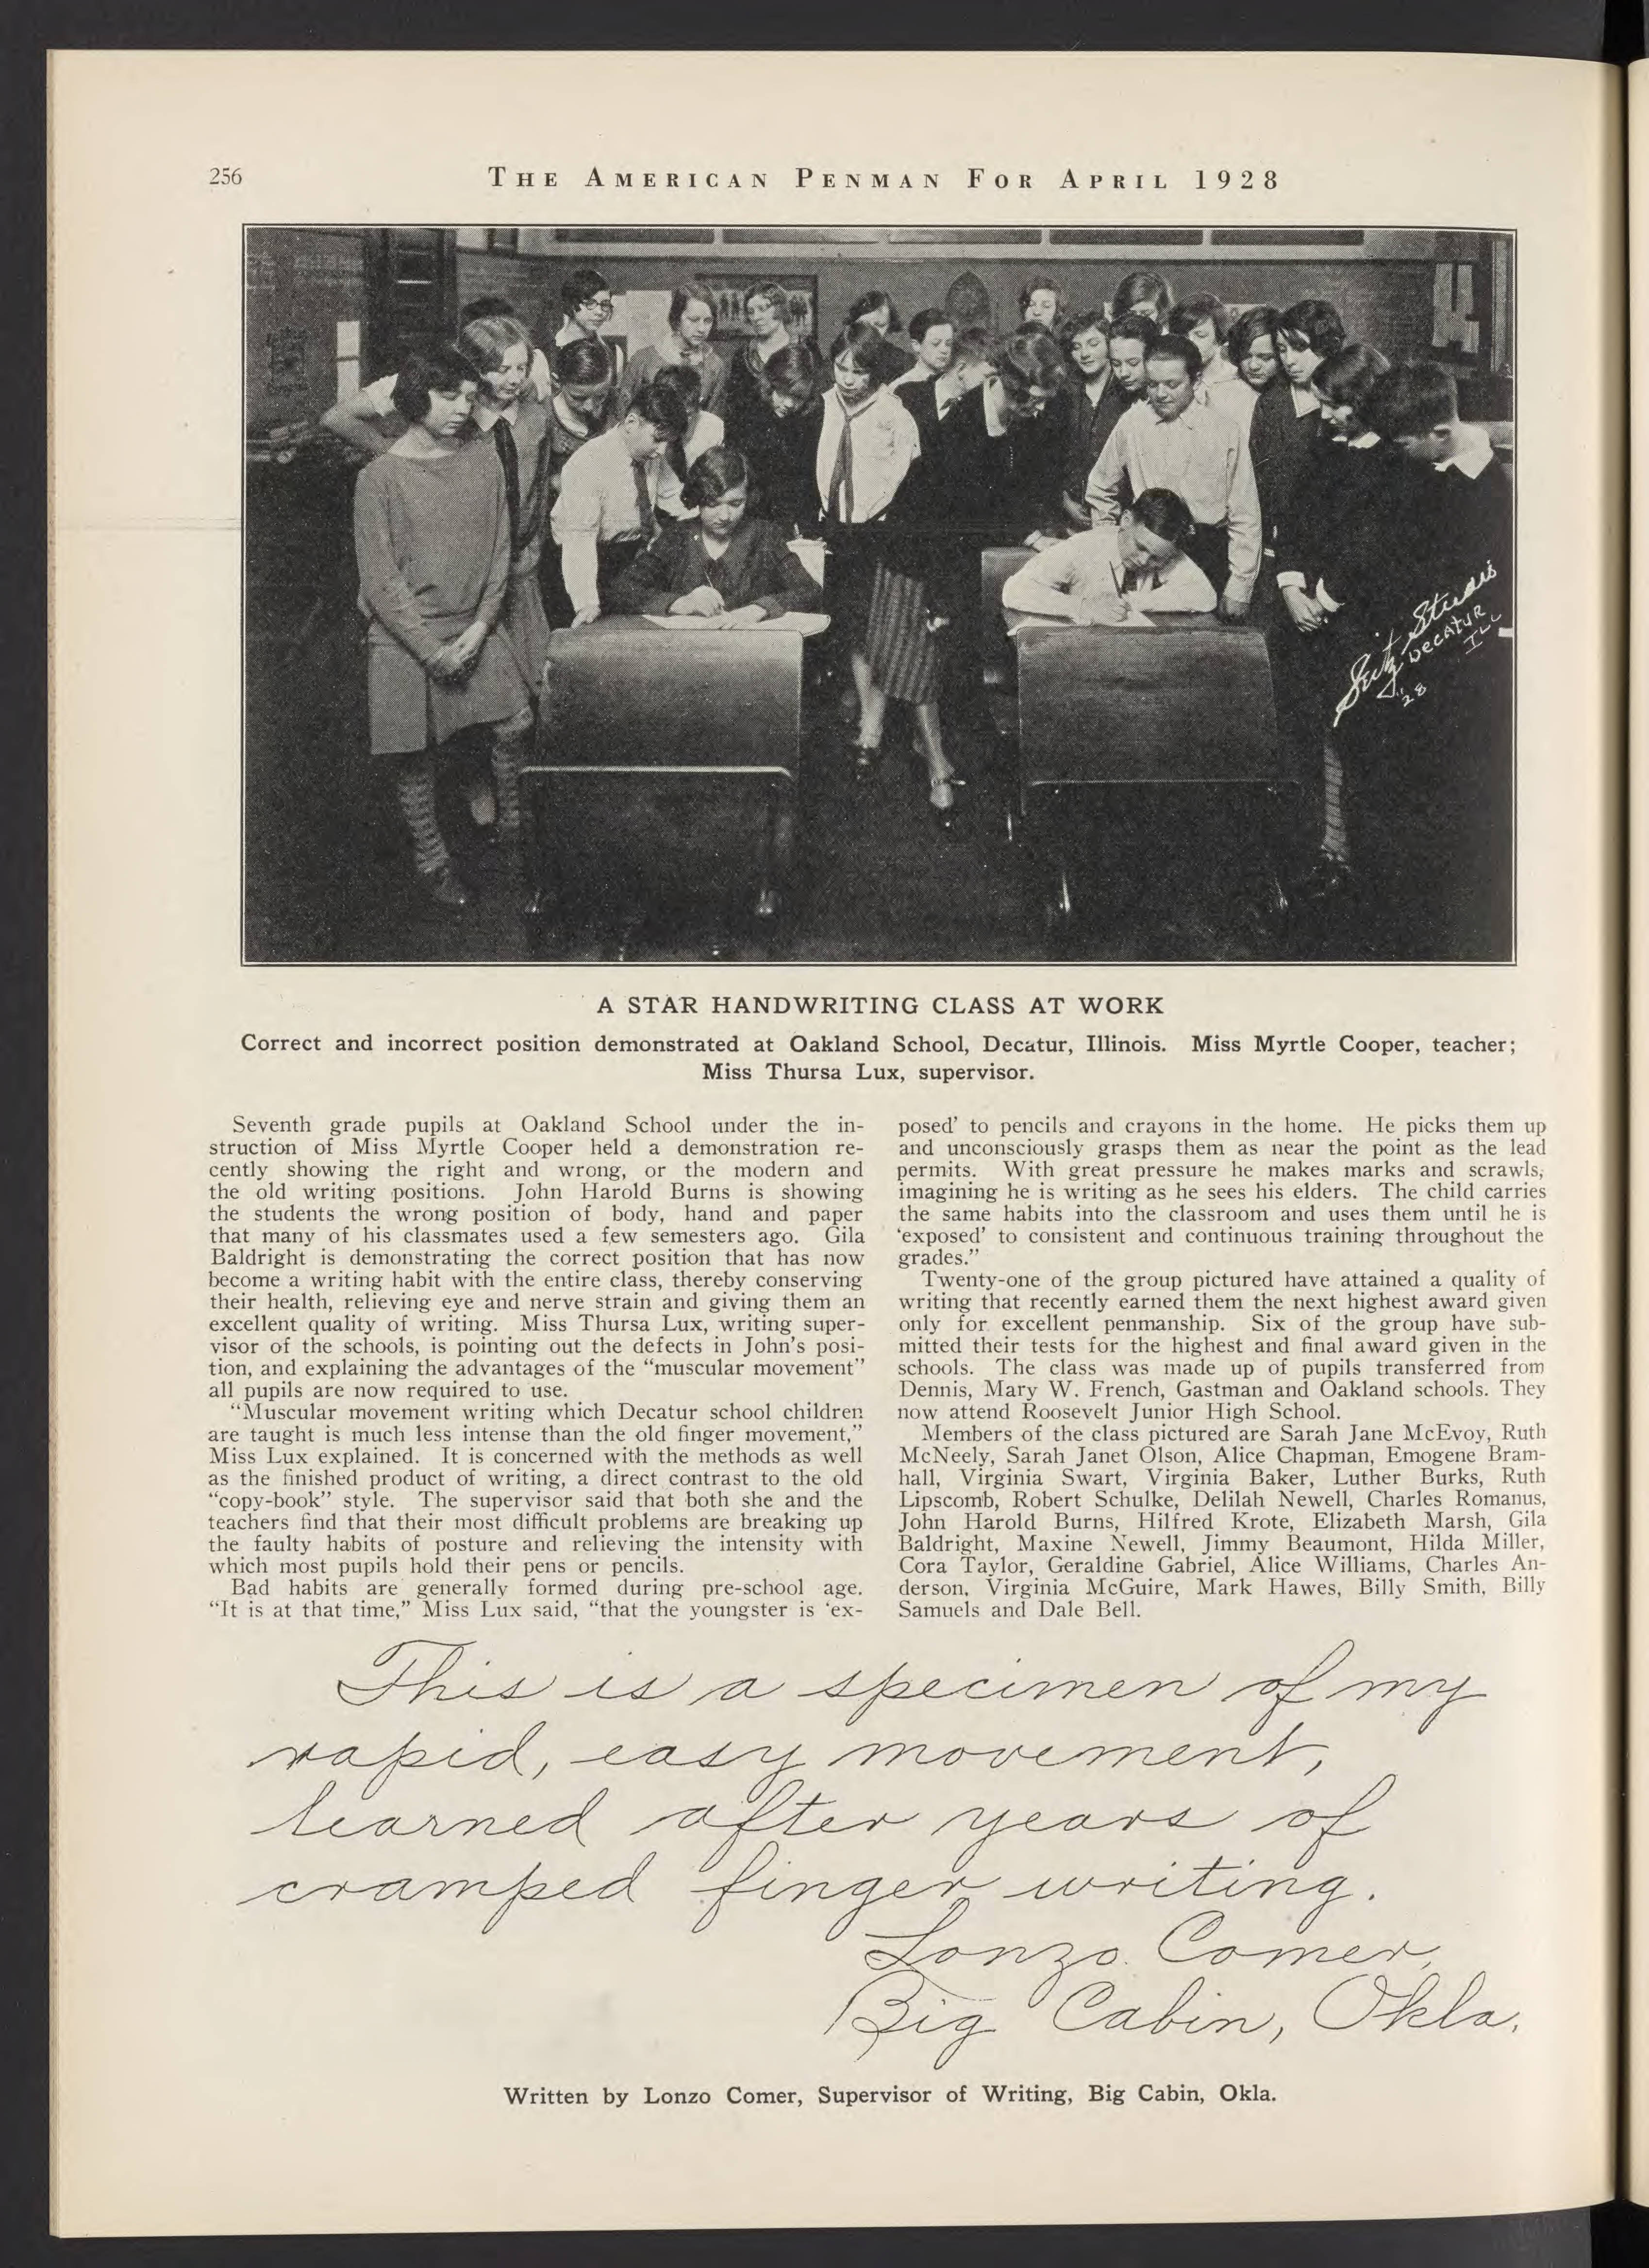 256
THE AMERICAN PENMAN FOR APRIL 1928
Seitz Studio
DECATUR
ILL
'28
A STAR HANDWRITING CLASS AT WORK
Correct and incorrect position demonstrated at Oakland School, Decatur, Illinois. Miss Myrtle Cooper, teacher;
Miss Thursa Lux, supervisor.
Seventh grade pupils at Oakland School under the in-
struction of Miss Myrtle Cooper held a demonstration re-
cently showing the right and wrong, or the modern and
the old writing positions. John Harold Burns is showing
the students the wrong position of body, hand and paper
that many of his classmates used a few semesters ago. Gila
Baldright is demonstrating the correct position that has now
become a writing habit with the entire class, thereby conserving
their health, relieving eye and nerve strain and giving them an
excellent quality of writing. Miss Thursa Lux, writing super-
visor of the schools, is pointing out the defects in John's posi-
tion, and explaining the advantages of the "muscular movement"
all pupils are now required to use.
"Muscular movement writing which Decatur school children
are taught is much less intense than the old finger movement,"
Miss Lux explained. It is concerned with the methods as well
as the finished product of writing, a direct contrast to the old
"copy-book" style. The supervisor said that both she and the
teachers find that their most difficult problems are breaking up
the faulty habits of posture and relieving the intensity with
which most pupils hold their pens or pencils.
Bad habits are generally formed during pre-school age.
"It is at that time," Miss Lux said, "that the youngster is 'ex-
posed' to pencils and crayons in the home. He picks them up
and unconsciously grasps them as near the point as the lead
permits. With great pressure he makes marks and scrawls,
imagining he is writing as he sees his elders. The child carries
the same habits into the classroom and uses them until he is
'exposed' to consistent and continuous training throughout the
grades."
Twenty-one of the group pictured have attained a quality of
writing that recently earned them the next highest award given
only for excellent penmanship. Six of the group have sub-
mitted their tests for the highest and final award given in the
schools. The class was made up of pupils transferred from
Dennis, Mary W. French, Gastman and Oakland schools. They
now attend Roosevelt Junior High School.
Members of the class pictured are Sarah Jane McEvoy, Ruth
McNeely, Sarah Janet Olson, Alice Chapman, Emogene Bram-
hall, Virginia Swart, Virginia Baker, Luther Burks, Ruth
Lipscomb, Robert Schulke, Delilah Newell, Charles Romanus,
John Harold Burns, Hilfred Krote, Elizabeth Marsh, Gila
Baldright, Maxine Newell, Jimmy Beaumont, Hilda Miller,
Cora Taylor, Geraldine Gabriel, Alice Williams, Charles An-
derson, Virginia McGuire, Mark Hawes, Billy Smith, Billy
Samuels and Dale Bell.
This is a specimen of my
rapid, easy movement,
learned after years of
cramped finger writing.
Lonzo Comer,
Big Cabin, Okla.
Written by Lonzo Comer, Supervisor of Writing, Big Cabin, Okla.